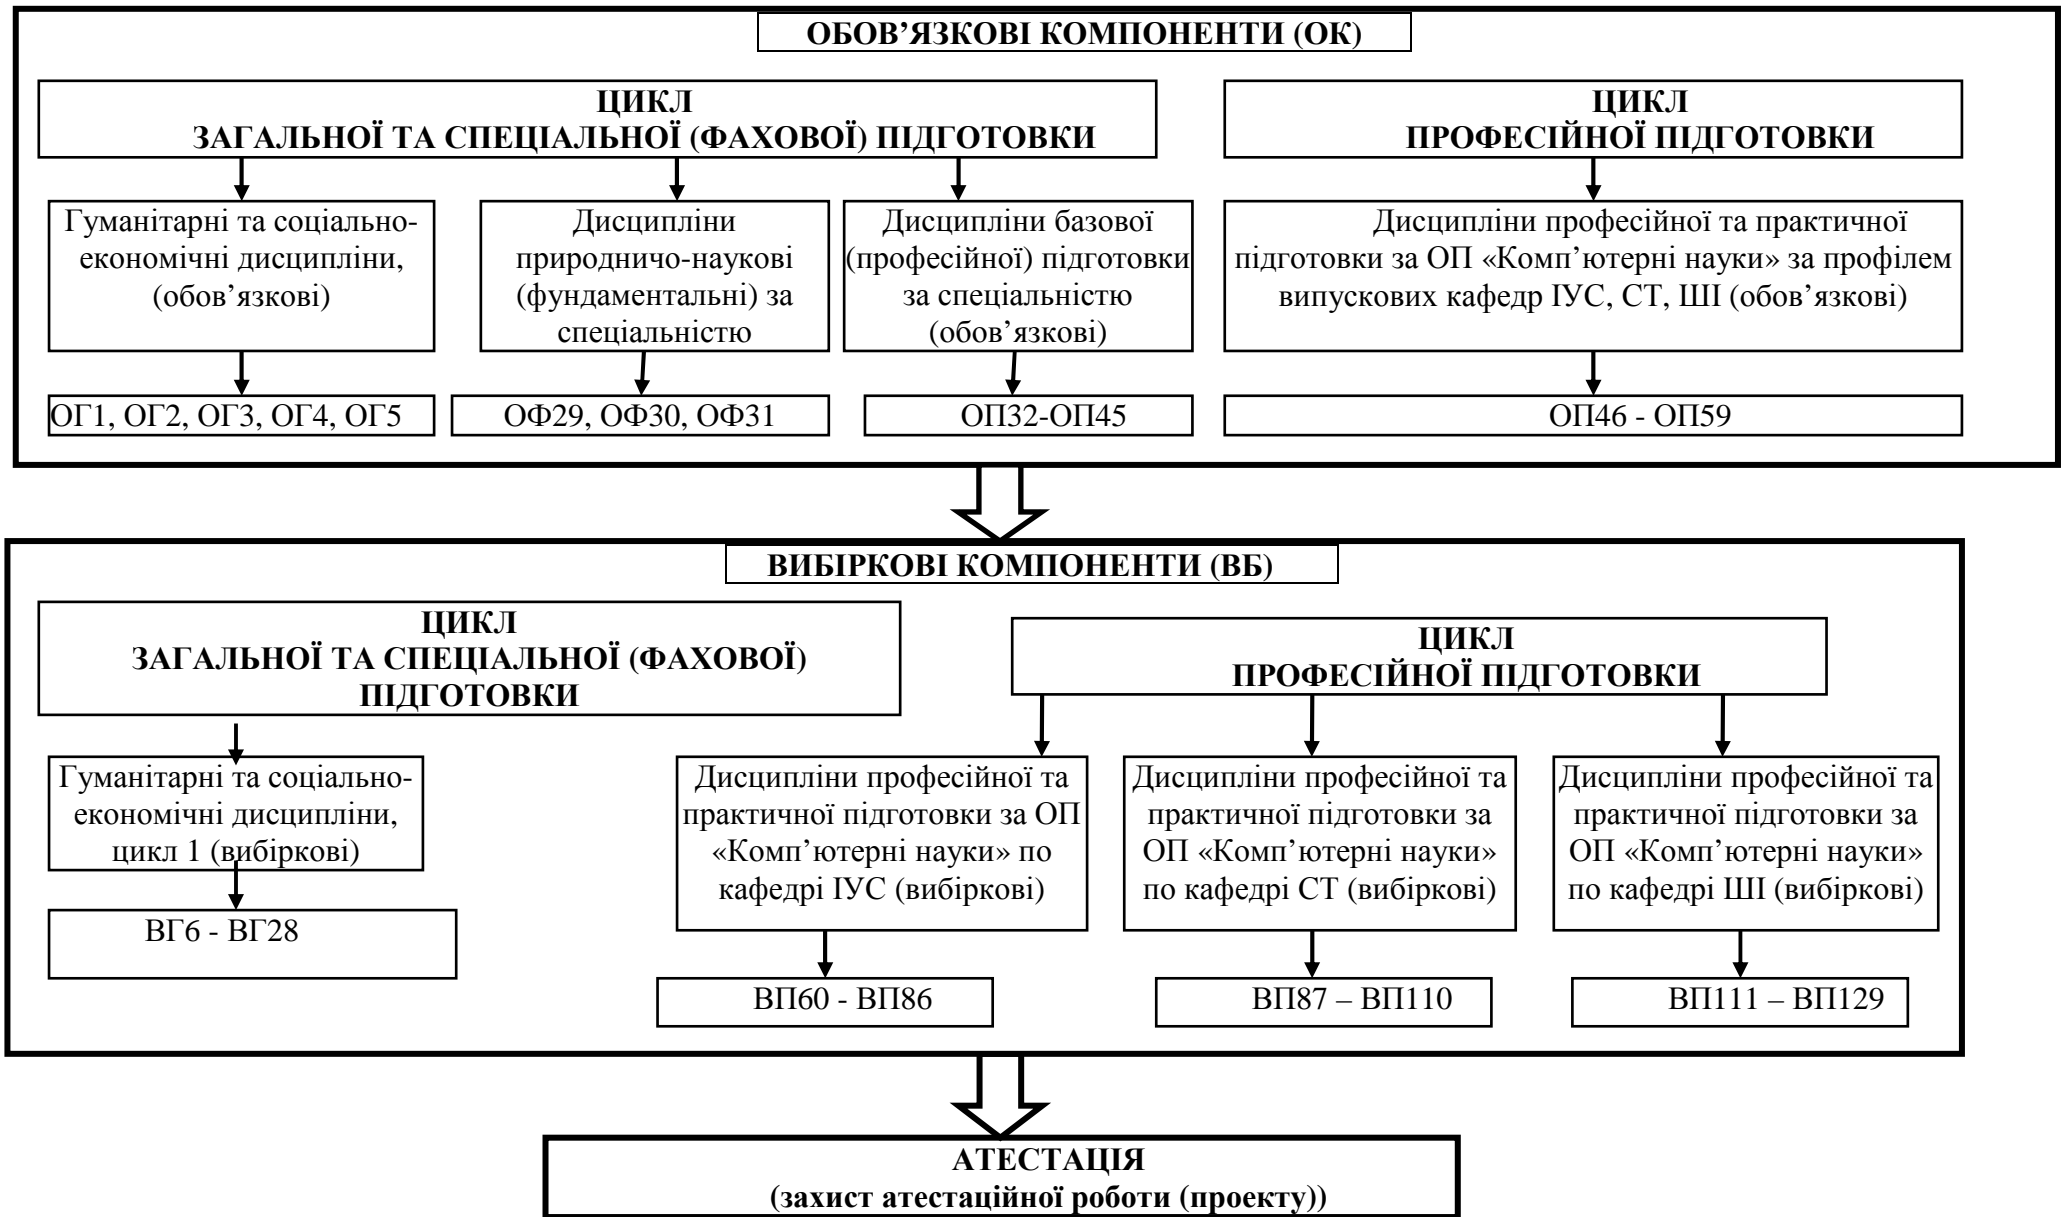 ОБОВ’ЯЗКОВІ КОМПОНЕНТИ (ОК)
ЦИКЛ
ЗАГАЛЬНОЇ ТА СПЕЦІАЛЬНОЇ (ФАХОВОЇ) ПІДГОТОВКИ
ЦИКЛ
ПРОФЕСІЙНОЇ ПІДГОТОВКИ
Гуманітарні та соціально-
економічні дисципліни,
(обов’язкові)
Дисципліни
природничо-наукові
(фундаментальні) за
спеціальністю
Дисципліни базової
(професійної) підготовки
за спеціальністю
(обов’язкові)
Дисципліни професійної та практичної
підготовки за ОП «Комп’ютерні науки» за профілем
випускових кафедр ІУС, СТ, ШІ (обов’язкові)
ОГ1, ОГ2, ОГ3, ОГ4, ОГ5
ОФ29, ОФ30, ОФ31
ОП32-ОП45
ОП46 - ОП59
ВИБІРКОВІ КОМПОНЕНТИ (ВБ)
ЦИКЛ
ЗАГАЛЬНОЇ ТА СПЕЦІАЛЬНОЇ (ФАХОВОЇ)
ПІДГОТОВКИ
ЦИКЛ
ПРОФЕСІЙНОЇ ПІДГОТОВКИ
Гуманітарні та соціально-
економічні дисципліни,
цикл 1 (вибіркові)
Дисципліни професійної та
практичної підготовки за ОП
«Комп’ютерні науки» по
кафедрі ІУС (вибіркові)
Дисципліни професійної та
практичної підготовки за
ОП «Комп’ютерні науки»
по кафедрі СТ (вибіркові)
Дисципліни професійної та
практичної підготовки за
ОП «Комп’ютерні науки»
по кафедрі ШІ (вибіркові)
ВГ6 - ВГ28
ВП60 - ВП86
ВП87 – ВП110
ВП111 – ВП129
АТЕСТАЦІЯ
(захист атестаційної роботи (проекту))